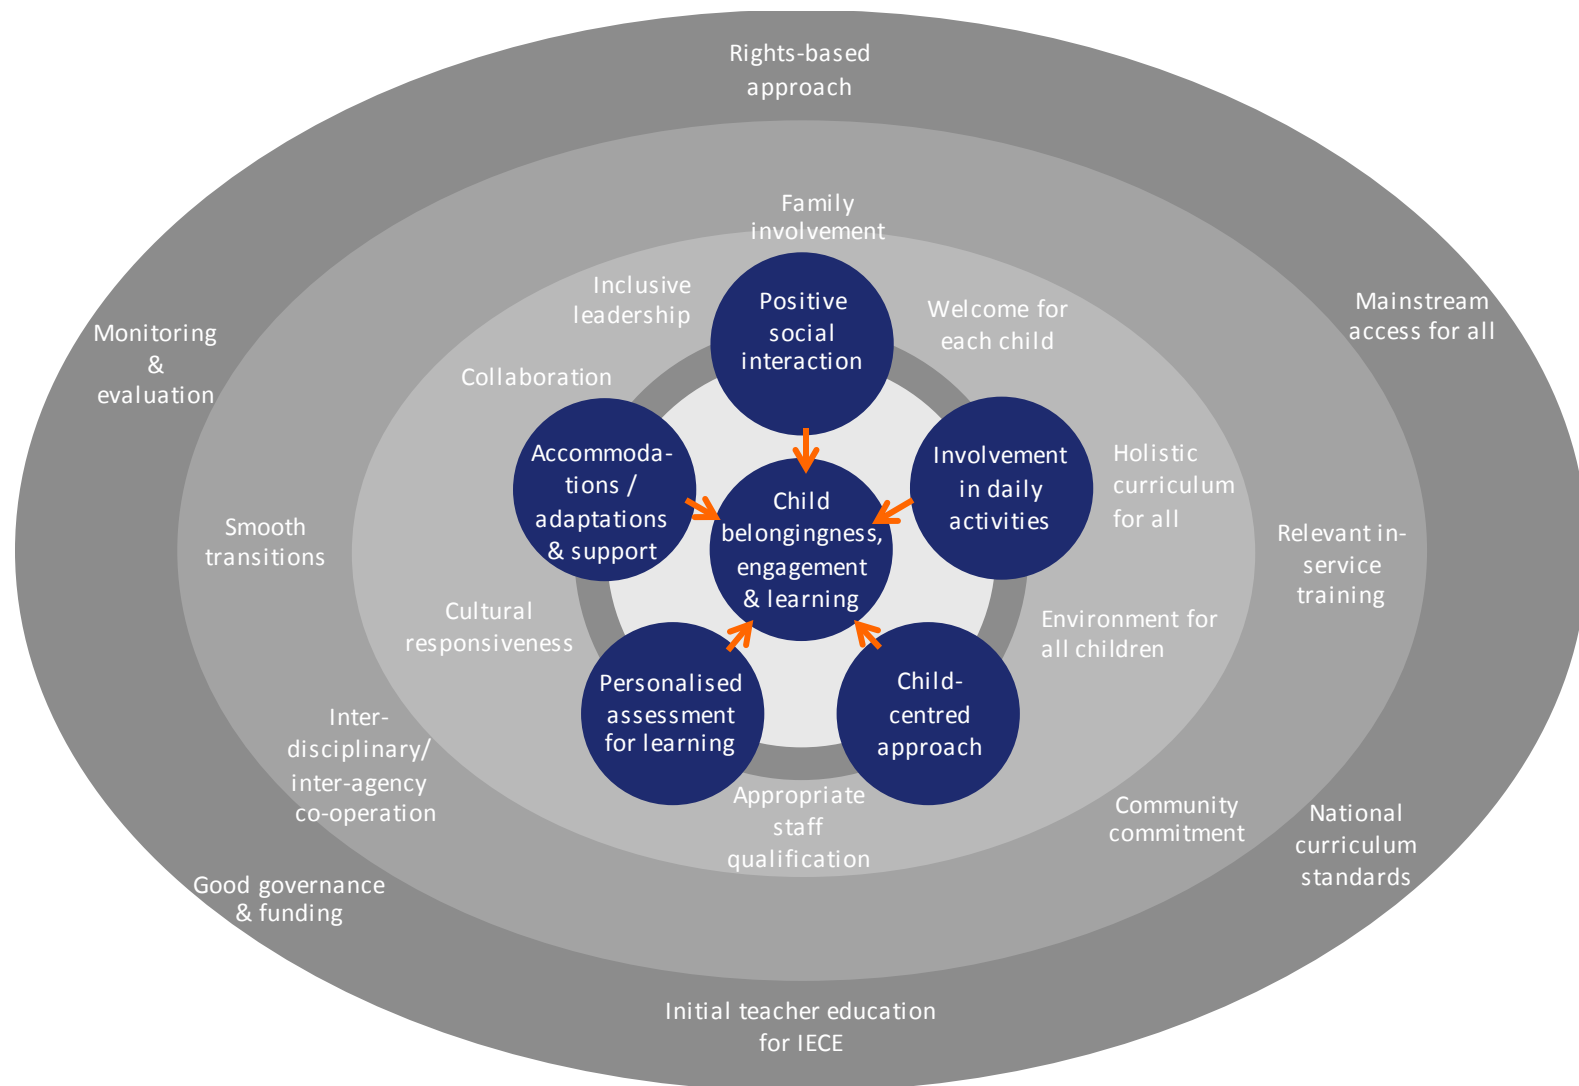 Rights-based
approach
Family
involvement
Inclusive
leadership
Positive
social
interaction
Welcome for
each child
Mainstream
access for all
Monitoring
&
evaluation
Collaboration
Accommoda-
tions /
adaptations
& support
Involvement
in daily
activities
Holistic
curriculum
for all
Child
belongingness,
engagement
& learning
Smooth
transitions
Relevant in-
service
training
Cultural
responsiveness
Environment for
all children
Personalised
assessment
for learning
Child-
centred
approach
Inter-
disciplinary/
inter-agency
co-operation
Appropriate
staff
qualification
Community
commitment
National
curriculum
standards
Good governance
& funding
Initial teacher education
for IECE